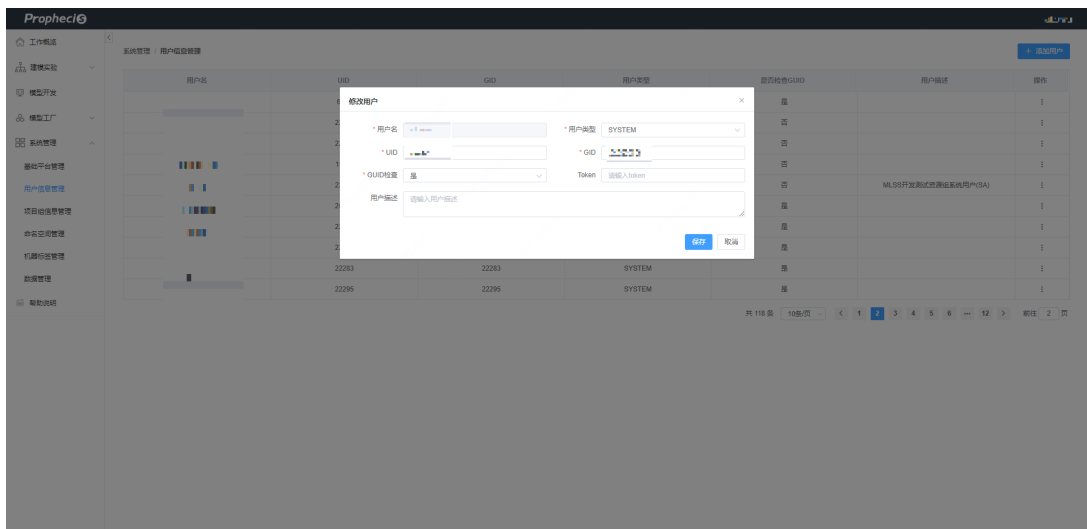 Prophecis
工作概览
建模实验
模型开发
模型工厂
系统管理
基础平台管理
用户信息管理
项目组信息管理
命名空间管理
机器标签管理
数据管理
帮助说明
系统管理 / 用户信息管理
+ 添加用户
用户名 UID GID 用户类型 是否检查GUID 用户描述 操作
是
否
否
否
否 MLSS开发测试资源组系统用户(SA)
是
是
是
22283 22283 SYSTEM 是
22295 22295 SYSTEM 是
修改用户
* 用户名
* 用户类型 SYSTEM
* UID
* GID
* GUID检查 是
Token 请输入token
用户描述 请输入用户描述
保存 取消
共 118 条 10条/页 < 1 2 3 4 5 6 ... 12 > 前往 2 页